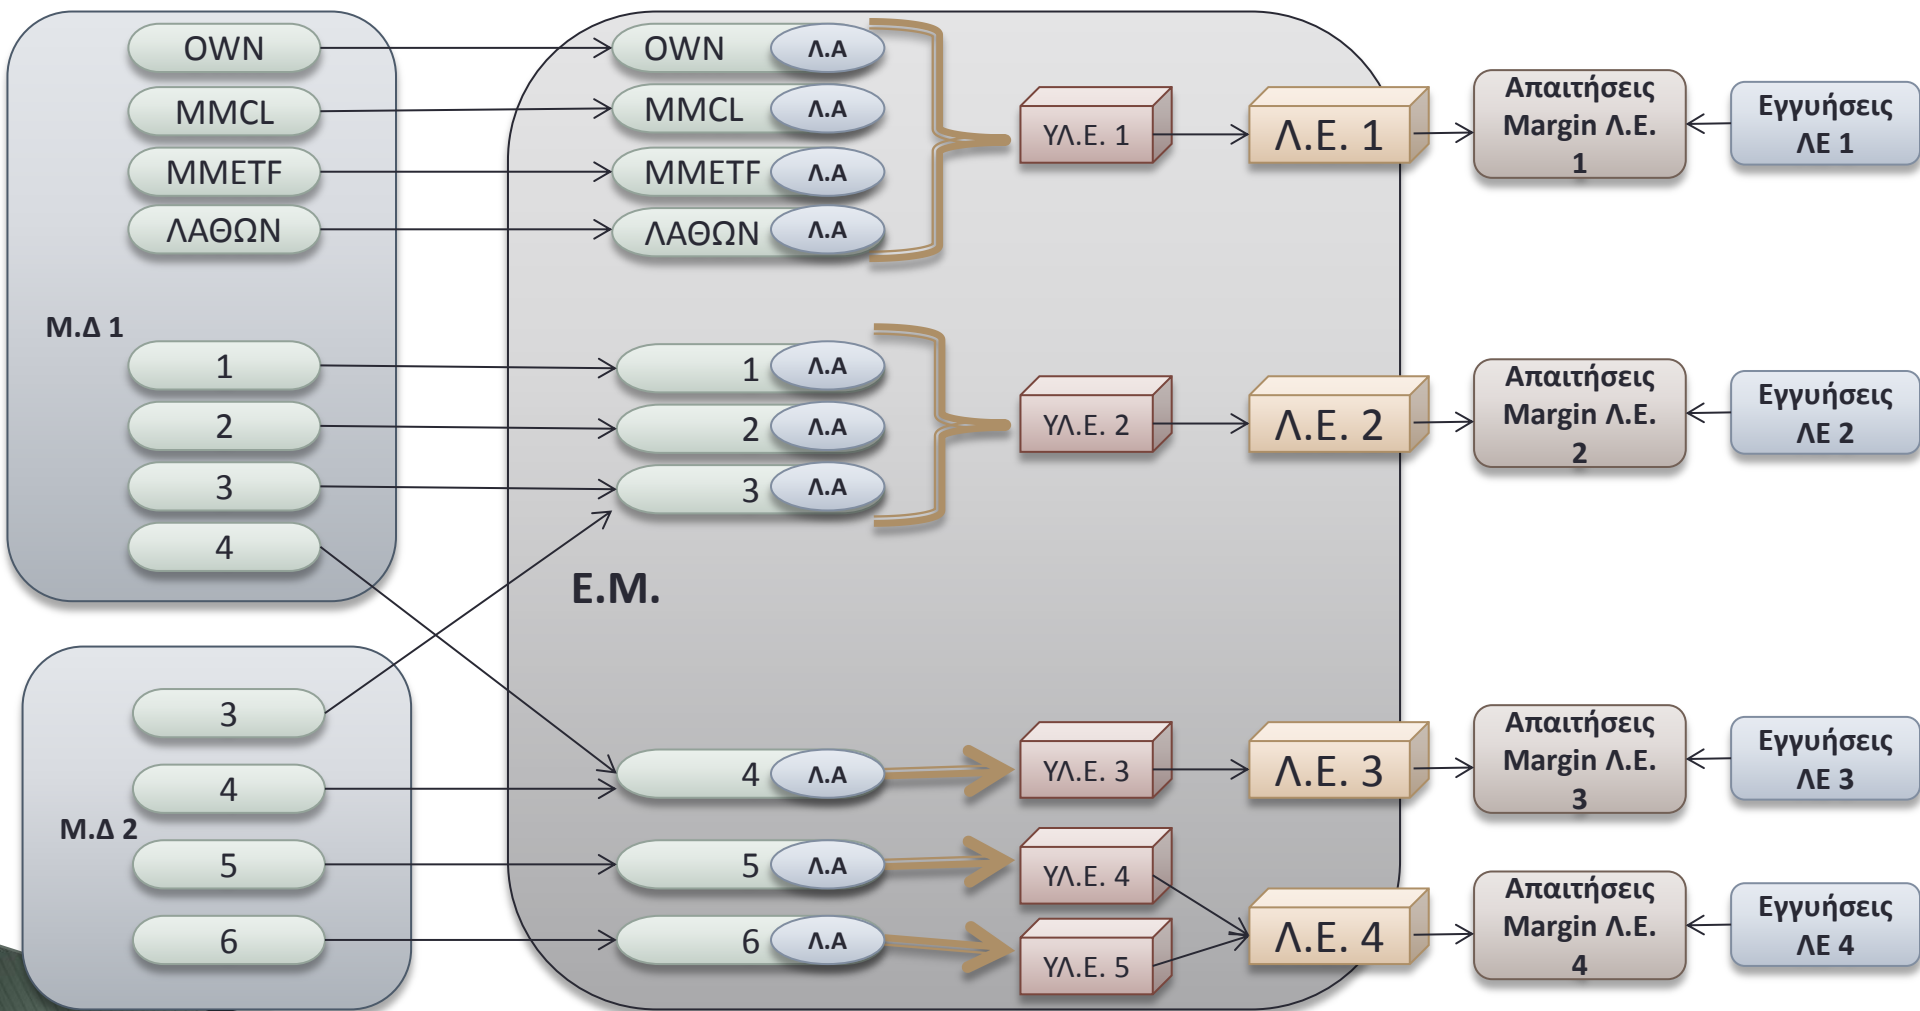 OWN
MMCL
MMETF
ΛΑΘΩΝ
Μ.Δ 1
1
2
3
4
Μ.Δ 2
3
4
5
6
Ε.Μ.
OWN Λ.Α
MMCL Λ.Α
MMETF Λ.Α
ΛΑΘΩΝ Λ.Α
1 Λ.Α
2 Λ.Α
3 Λ.Α
4 Λ.Α
5 Λ.Α
6 Λ.Α
ΥΛ.Ε. 1
ΥΛ.Ε. 2
ΥΛ.Ε. 3
ΥΛ.Ε. 4
ΥΛ.Ε. 5
Λ.Ε. 1
Λ.Ε. 2
Λ.Ε. 3
Λ.Ε. 4
Απαιτήσεις
Margin Λ.Ε.
1
Απαιτήσεις
Margin Λ.Ε.
2
Απαιτήσεις
Margin Λ.Ε.
3
Απαιτήσεις
Margin Λ.Ε.
4
Εγγυήσεις
ΛΕ 1
Εγγυήσεις
ΛΕ 2
Εγγυήσεις
ΛΕ 3
Εγγυήσεις
ΛΕ 4